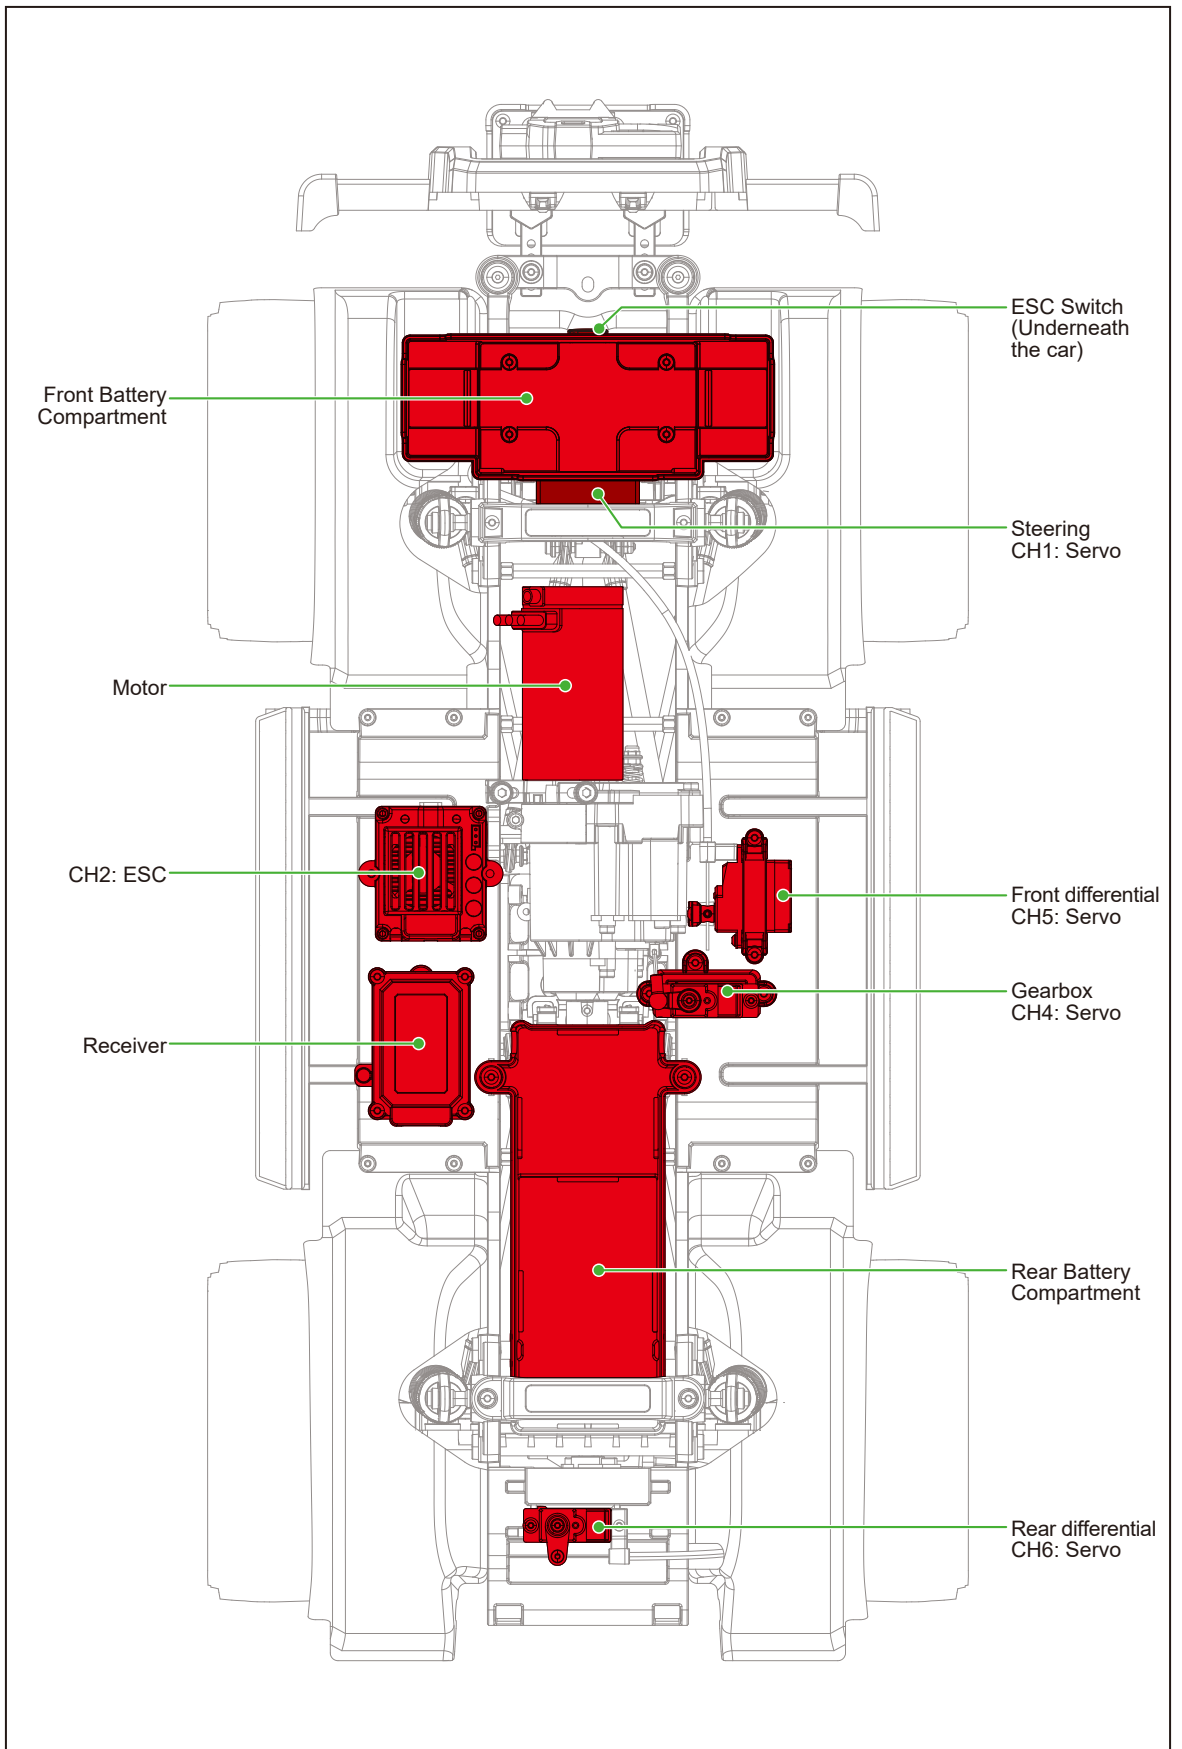 ESC Switch
(Underneath
the car)
Front Battery
Compartment
Steering
CH1: Servo
Motor
CH2: ESC
Front differential
CH5: Servo
Gearbox
CH4: Servo
Receiver
Rear Battery
Compartment
Rear differential
CH6: Servo